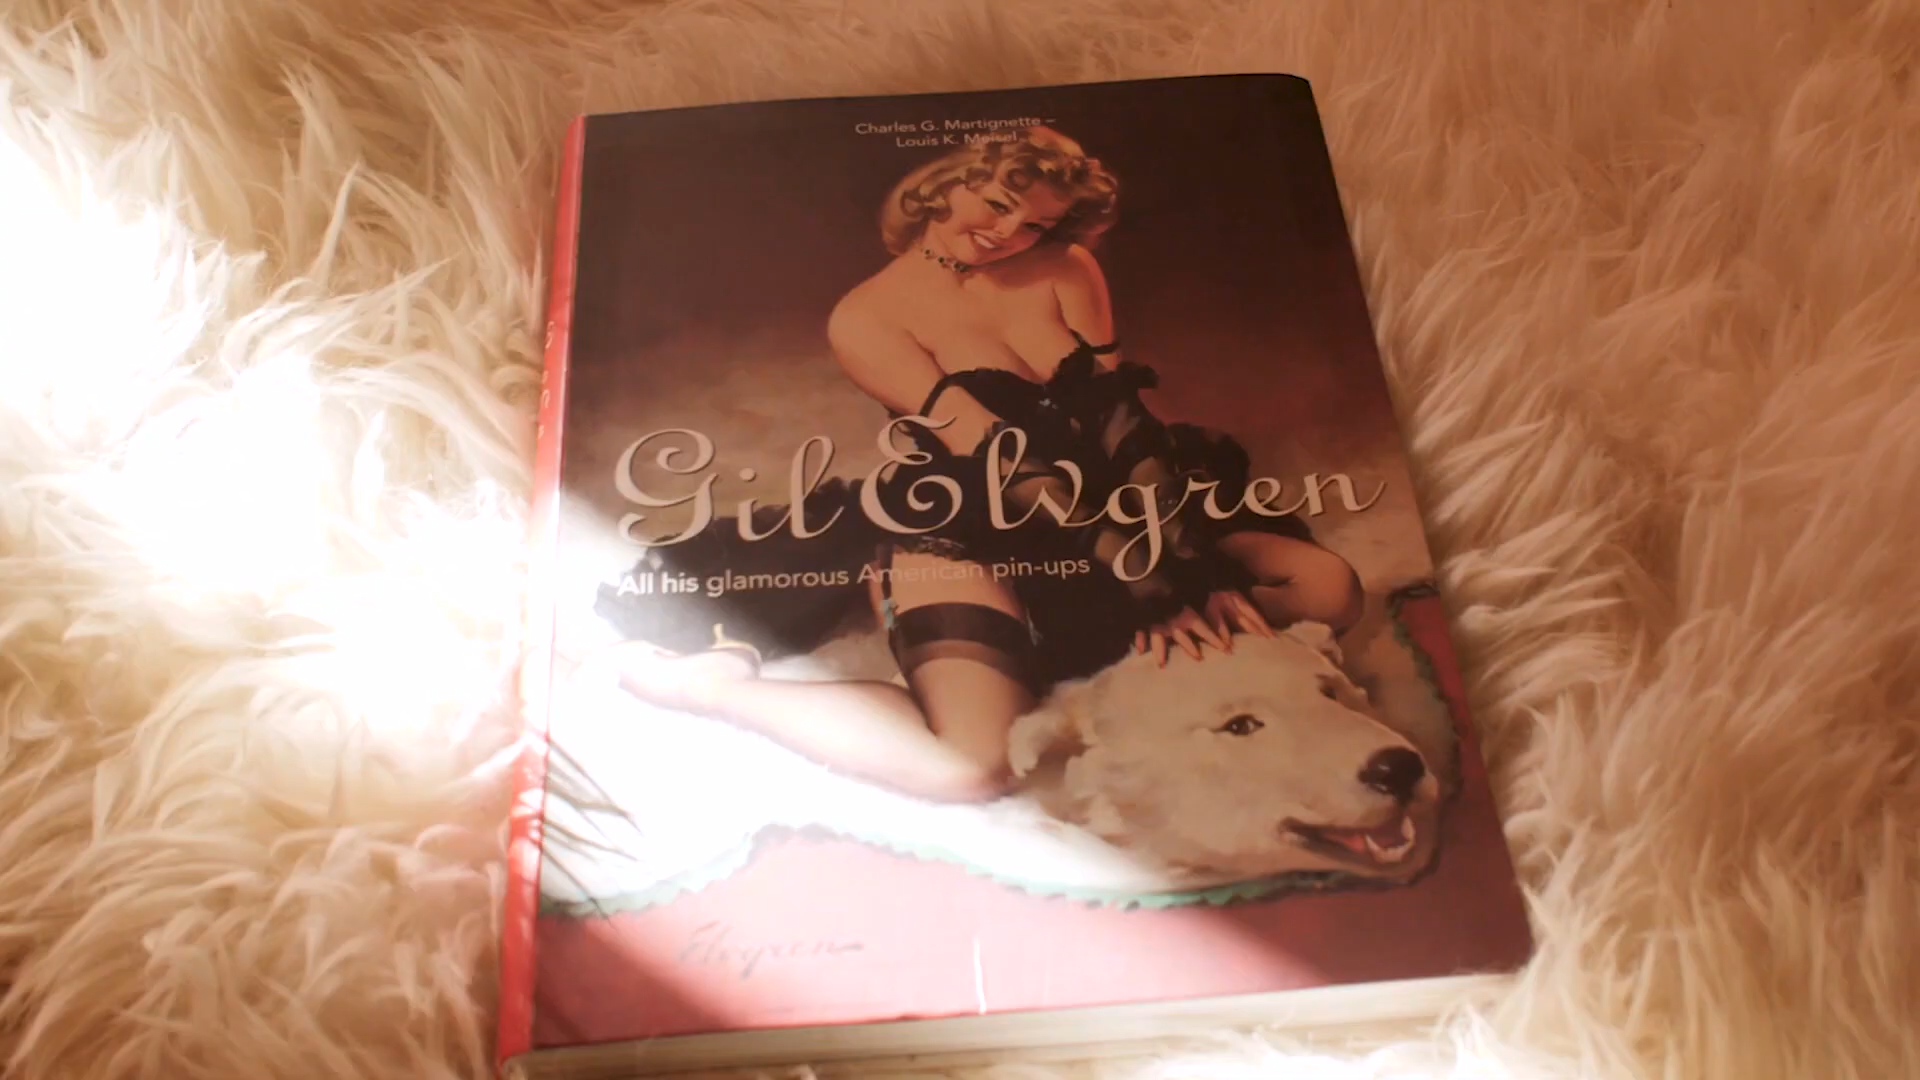 Charles G. Martignette –
Louis K. Meisel
Gil Elvgren
All his glamorous American pin-ups
Elvgren